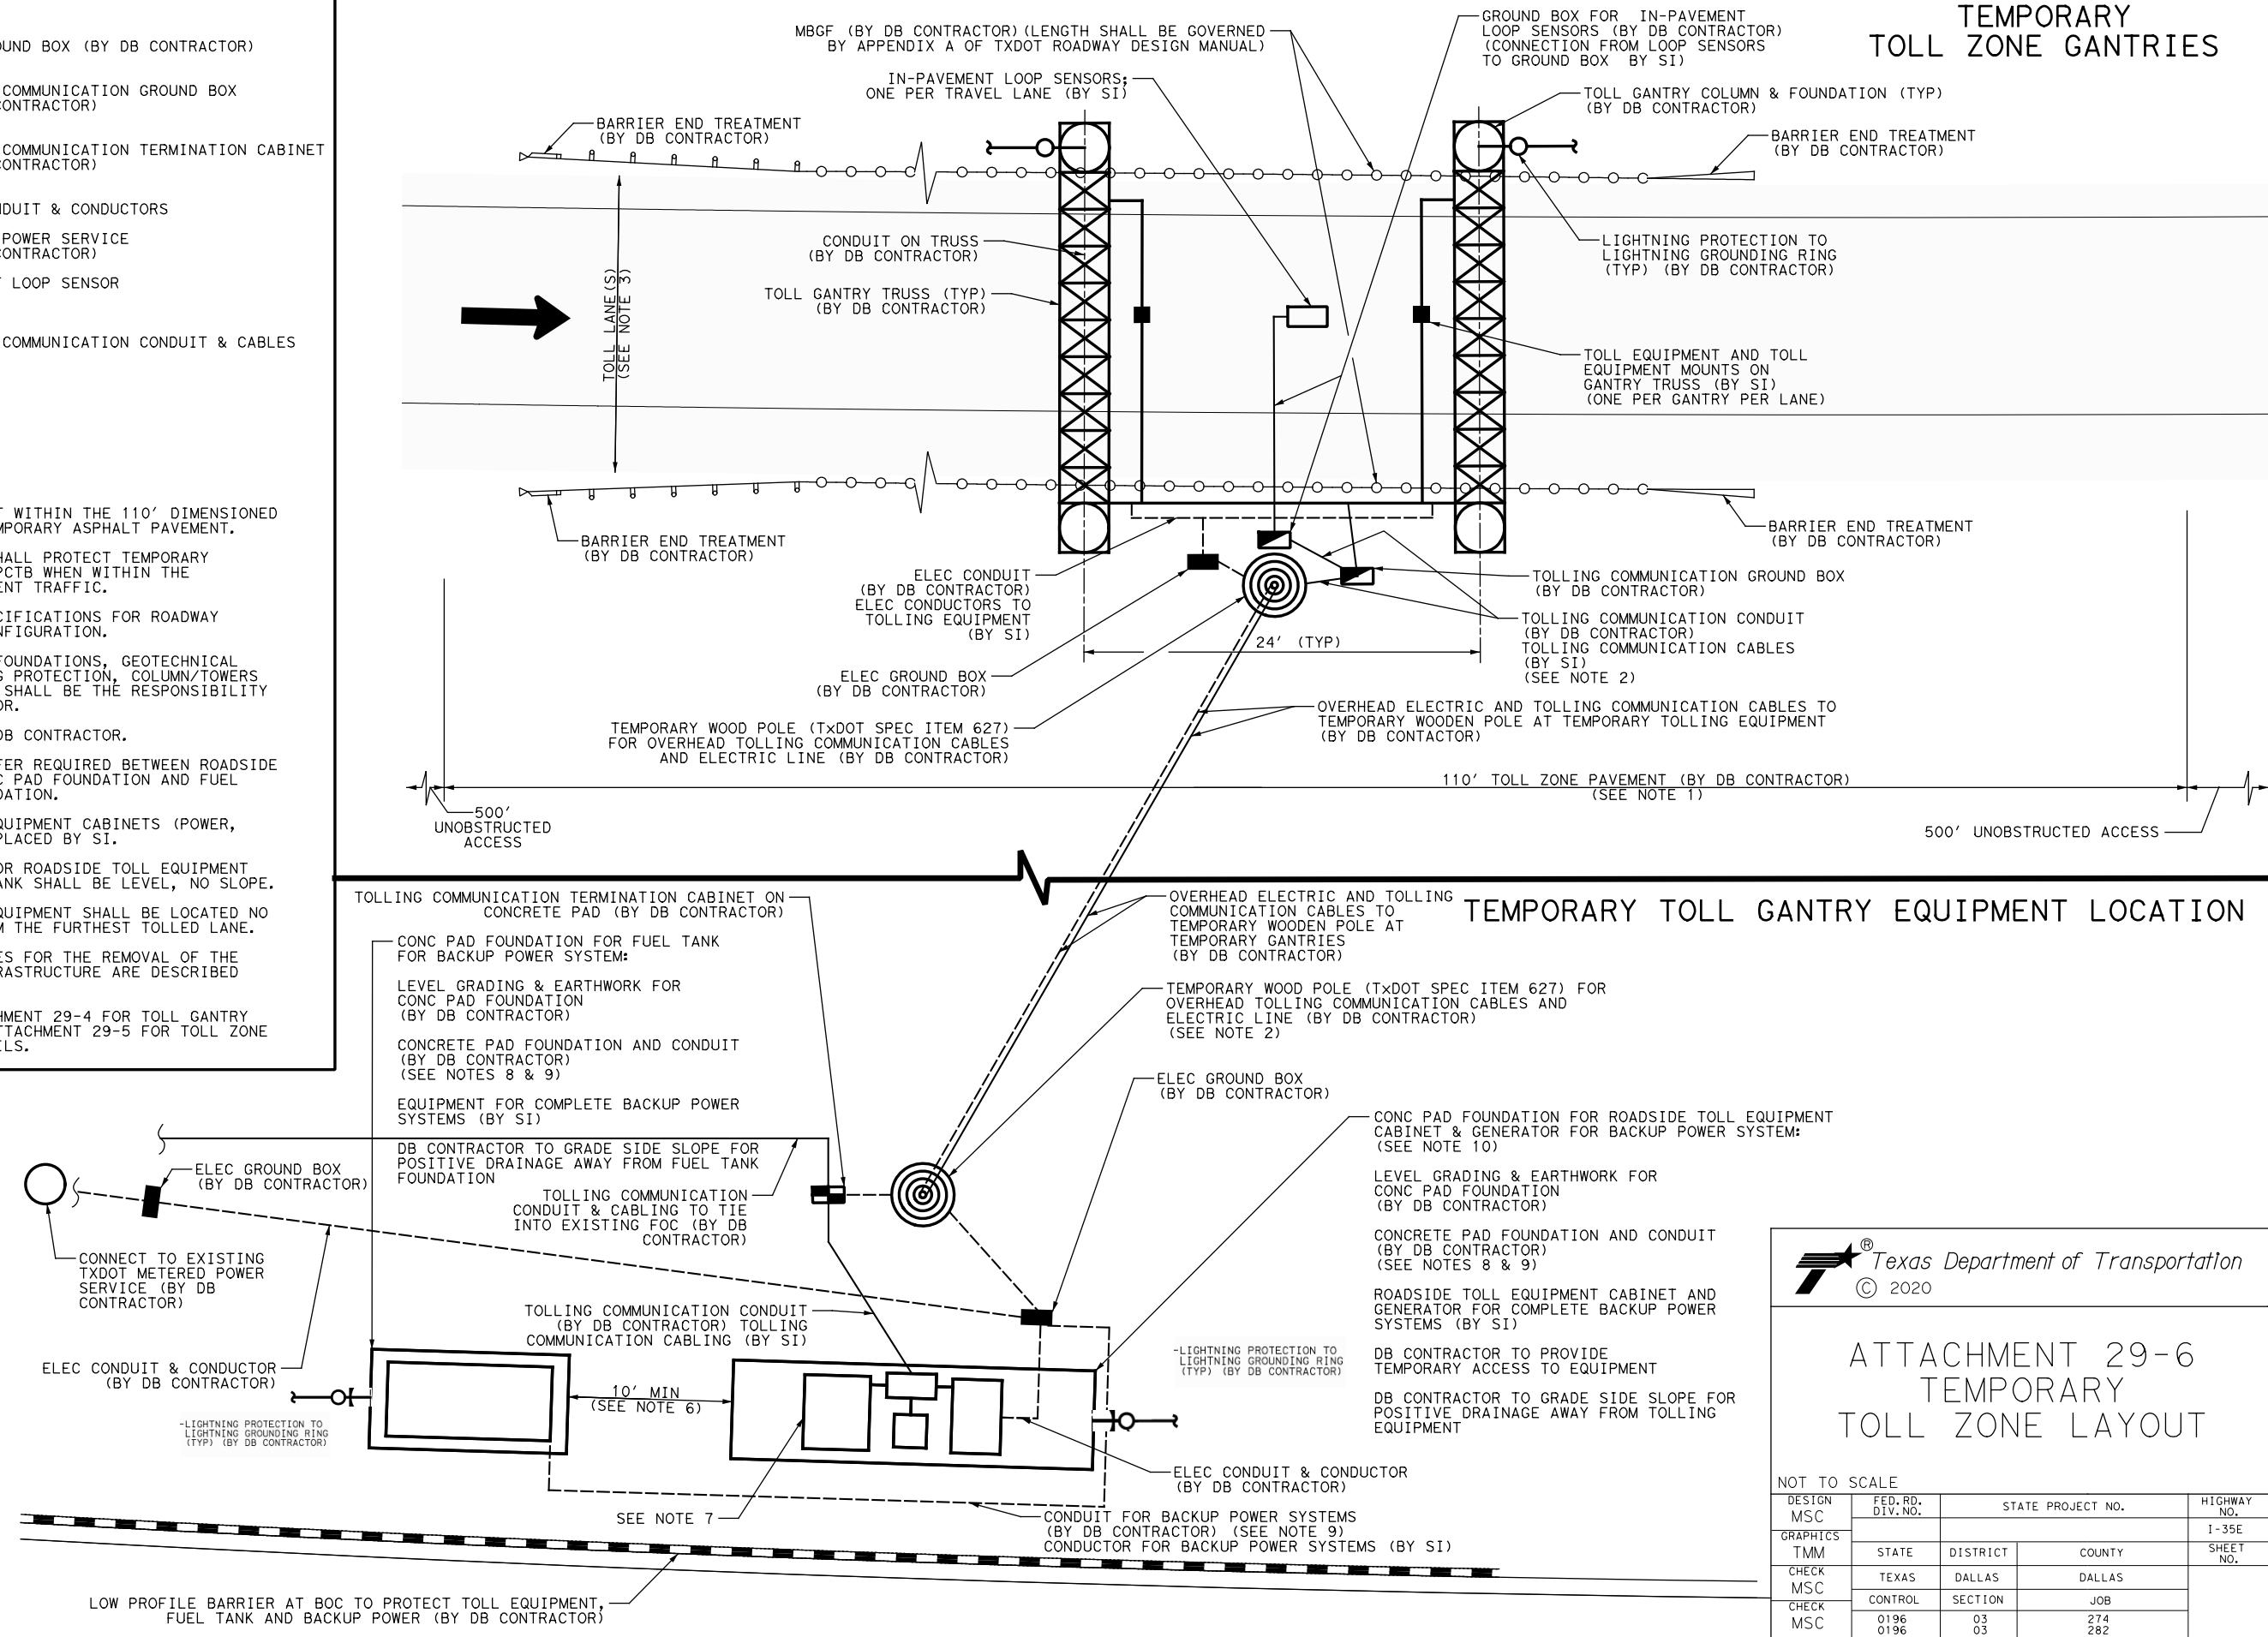 OUND BOX (BY DB CONTRACTOR)
COMMUNICATION GROUND BOX
CONTRACTOR)
COMMUNICATION TERMINATION CABINET
CONTRACTOR)
NDUIT & CONDUCTORS
POWER SERVICE
CONTRACTOR)
LOOP SENSOR
COMMUNICATION CONDUIT & CABLES
T WITHIN THE 110' DIMENSIONED
MPORARY ASPHALT PAVEMENT.
HALL PROTECT TEMPORARY
PCTB WHEN WITHIN THE
ENT TRAFFIC.
CIFICATIONS FOR ROADWAY
NFIGURATION.
FOUNDATIONS, GEOTECHNICAL
G PROTECTION, COLUMN/TOWERS
SHALL BE THE RESPONSIBILITY
OR.
DB CONTRACTOR.
FER REQUIRED BETWEEN ROADSIDE
C PAD FOUNDATION AND FUEL
DATION.
QUIPMENT CABINETS (POWER,
PLACED BY SI.
OR ROADSIDE TOLL EQUIPMENT
ANK SHALL BE LEVEL, NO SLOPE.
QUIPMENT SHALL BE LOCATED NO
M THE FURTHEST TOLLED LANE.
ES FOR THE REMOVAL OF THE
RASTRUCTURE ARE DESCRIBED
HMENT 29-4 FOR TOLL GANTRY
TTACHMENT 29-5 FOR TOLL ZONE
ELS.
TEMPORARY
TOLL ZONE GANTRIES
MBGF (BY DB CONTRACTOR)(LENGTH SHALL BE GOVERNED
BY APPENDIX A OF TXDOT ROADWAY DESIGN MANUAL)
IN-PAVEMENT LOOP SENSORS;
ONE PER TRAVEL LANE (BY SI)
GROUND BOX FOR IN-PAVEMENT
LOOP SENSORS (BY DB CONTRACTOR)
(CONNECTION FROM LOOP SENSORS
TO GROUND BOX BY SI)
TOLL GANTRY COLUMN & FOUNDATION (TYP)
(BY DB CONTRACTOR)
BARRIER END TREATMENT
(BY DB CONTRACTOR)
BARRIER END TREATMENT
(BY DB CONTRACTOR)
CONDUIT ON TRUSS
(BY DB CONTRACTOR)
LIGHTNING PROTECTION TO
LIGHTNING GROUNDING RING
(TYP) (BY DB CONTRACTOR)
TOLL GANTRY TRUSS (TYP)
(BY DB CONTRACTOR)
TOLL LANE(S)
(SEE NOTE 3)
TOLL EQUIPMENT AND TOLL
EQUIPMENT MOUNTS ON
GANTRY TRUSS (BY SI)
(ONE PER GANTRY PER LANE)
BARRIER END TREATMENT
(BY DB CONTRACTOR)
BARRIER END TREATMENT
(BY DB CONTRACTOR)
ELEC CONDUIT
(BY DB CONTRACTOR)
ELEC CONDUCTORS TO
TOLLING EQUIPMENT
(BY SI)
TOLLING COMMUNICATION GROUND BOX
(BY DB CONTRACTOR)
TOLLING COMMUNICATION CONDUIT
(BY DB CONTRACTOR)
TOLLING COMMUNICATION CABLES
(BY SI)
(SEE NOTE 2)
24' (TYP)
ELEC GROUND BOX
(BY DB CONTRACTOR)
TEMPORARY WOOD POLE (TxDOT SPEC ITEM 627)
FOR OVERHEAD TOLLING COMMUNICATION CABLES
AND ELECTRIC LINE (BY DB CONTRACTOR)
OVERHEAD ELECTRIC AND TOLLING COMMUNICATION CABLES TO
TEMPORARY WOODEN POLE AT TEMPORARY TOLLING EQUIPMENT
(BY DB CONTACTOR)
110' TOLL ZONE PAVEMENT (BY DB CONTRACTOR)
(SEE NOTE 1)
500'
UNOBSTRUCTED
ACCESS
500' UNOBSTRUCTED ACCESS
TEMPORARY TOLL GANTRY EQUIPMENT LOCATION
TOLLING COMMUNICATION TERMINATION CABINET ON
CONCRETE PAD (BY DB CONTRACTOR)
CONC PAD FOUNDATION FOR FUEL TANK
FOR BACKUP POWER SYSTEM:
LEVEL GRADING & EARTHWORK FOR
CONC PAD FOUNDATION
(BY DB CONTRACTOR)
CONCRETE PAD FOUNDATION AND CONDUIT
(BY DB CONTRACTOR)
(SEE NOTES 8 & 9)
EQUIPMENT FOR COMPLETE BACKUP POWER
SYSTEMS (BY SI)
DB CONTRACTOR TO GRADE SIDE SLOPE FOR
POSITIVE DRAINAGE AWAY FROM FUEL TANK
FOUNDATION
OVERHEAD ELECTRIC AND TOLLING
COMMUNICATION CABLES TO
TEMPORARY WOODEN POLE AT
TEMPORARY GANTRIES
(BY DB CONTRACTOR)
TEMPORARY WOOD POLE (TxDOT SPEC ITEM 627) FOR
OVERHEAD TOLLING COMMUNICATION CABLES AND
ELECTRIC LINE (BY DB CONTRACTOR)
(SEE NOTE 2)
ELEC GROUND BOX
(BY DB CONTRACTOR)
CONC PAD FOUNDATION FOR ROADSIDE TOLL EQUIPMENT
CABINET & GENERATOR FOR BACKUP POWER SYSTEM:
(SEE NOTE 10)
LEVEL GRADING & EARTHWORK FOR
CONC PAD FOUNDATION
(BY DB CONTRACTOR)
CONCRETE PAD FOUNDATION AND CONDUIT
(BY DB CONTRACTOR)
(SEE NOTES 8 & 9)
ROADSIDE TOLL EQUIPMENT CABINET AND
GENERATOR FOR COMPLETE BACKUP POWER
SYSTEMS (BY SI)
DB CONTRACTOR TO PROVIDE
TEMPORARY ACCESS TO EQUIPMENT
DB CONTRACTOR TO GRADE SIDE SLOPE FOR
POSITIVE DRAINAGE AWAY FROM TOLLING
EQUIPMENT
ELEC GROUND BOX
(BY DB CONTRACTOR)
TOLLING COMMUNICATION
CONDUIT & CABLING TO TIE
INTO EXISTING FOC (BY DB
CONTRACTOR)
CONNECT TO EXISTING
TXDOT METERED POWER
SERVICE (BY DB
CONTRACTOR)
TOLLING COMMUNICATION CONDUIT
(BY DB CONTRACTOR) TOLLING
COMMUNICATION CABLING (BY SI)
ELEC CONDUIT & CONDUCTOR
(BY DB CONTRACTOR)
-LIGHTNING PROTECTION TO
LIGHTNING GROUNDING RING
(TYP) (BY DB CONTRACTOR)
10' MIN
(SEE NOTE 6)
-LIGHTNING PROTECTION TO
LIGHTNING GROUNDING RING
(TYP) (BY DB CONTRACTOR)
ELEC CONDUIT & CONDUCTOR
(BY DB CONTRACTOR)
SEE NOTE 7
CONDUIT FOR BACKUP POWER SYSTEMS
(BY DB CONTRACTOR) (SEE NOTE 9)
CONDUCTOR FOR BACKUP POWER SYSTEMS (BY SI)
LOW PROFILE BARRIER AT BOC TO PROTECT TOLL EQUIPMENT,
FUEL TANK AND BACKUP POWER (BY DB CONTRACTOR)
® Texas Department of Transportation
© 2020
ATTACHMENT 29-6
TEMPORARY
TOLL ZONE LAYOUT
NOT TO SCALE
DESIGN
MSC
FED.RD.
DIV.NO.
STATE PROJECT NO.
HIGHWAY
NO.
GRAPHICS
TMM
I-35E
STATE
DISTRICT
COUNTY
SHEET
NO.
CHECK
MSC
TEXAS
DALLAS
DALLAS
CONTROL
SECTION
JOB
CHECK
MSC
0196
03
274
0196
03
282